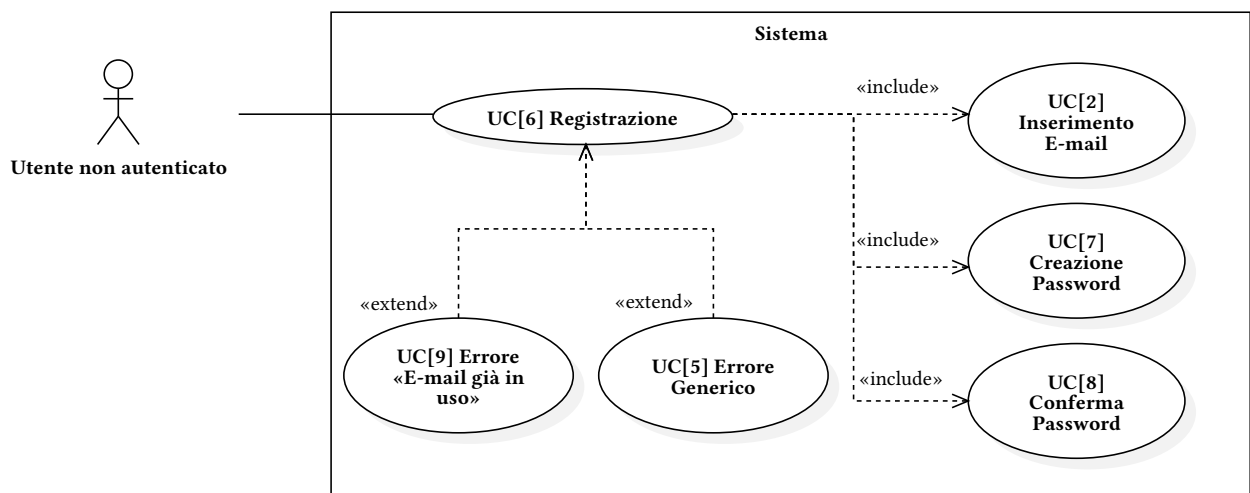 Sistema
Utente non autenticato
UC[6] Registrazione
«include»
UC[2]
Inserimento
E-mail
«include»
UC[7]
Creazione
Password
«extend»
UC[9] Errore
«E-mail già in
uso»
«extend»
UC[5] Errore
Generico
«include»
UC[8]
Conferma
Password